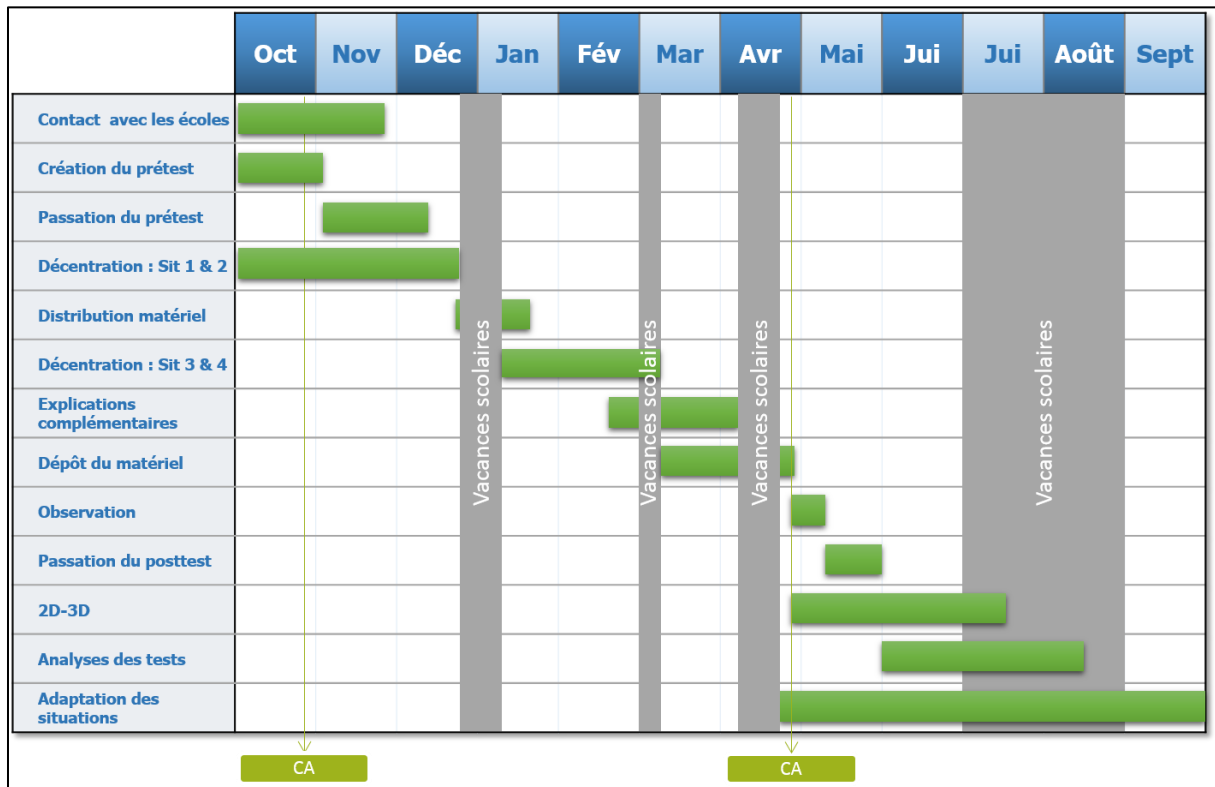 Oct Nov Déc Jan Fév Mar Avr Mai Jui Jui Août Sept
Contact avec les écoles
Création du prétest
Passation du prétest
Décentration : Sit 1 & 2
Distribution matériel
Décentration : Sit 3 & 4
Explications
complémentaires
Dépôt du matériel
Observation
Passation du posttest
2D-3D
Analyses des tests
Adaptation des
situations
Vacances scolaires
Vacances scolaires
Vacances scolaires
Vacances scolaires
CA
CA